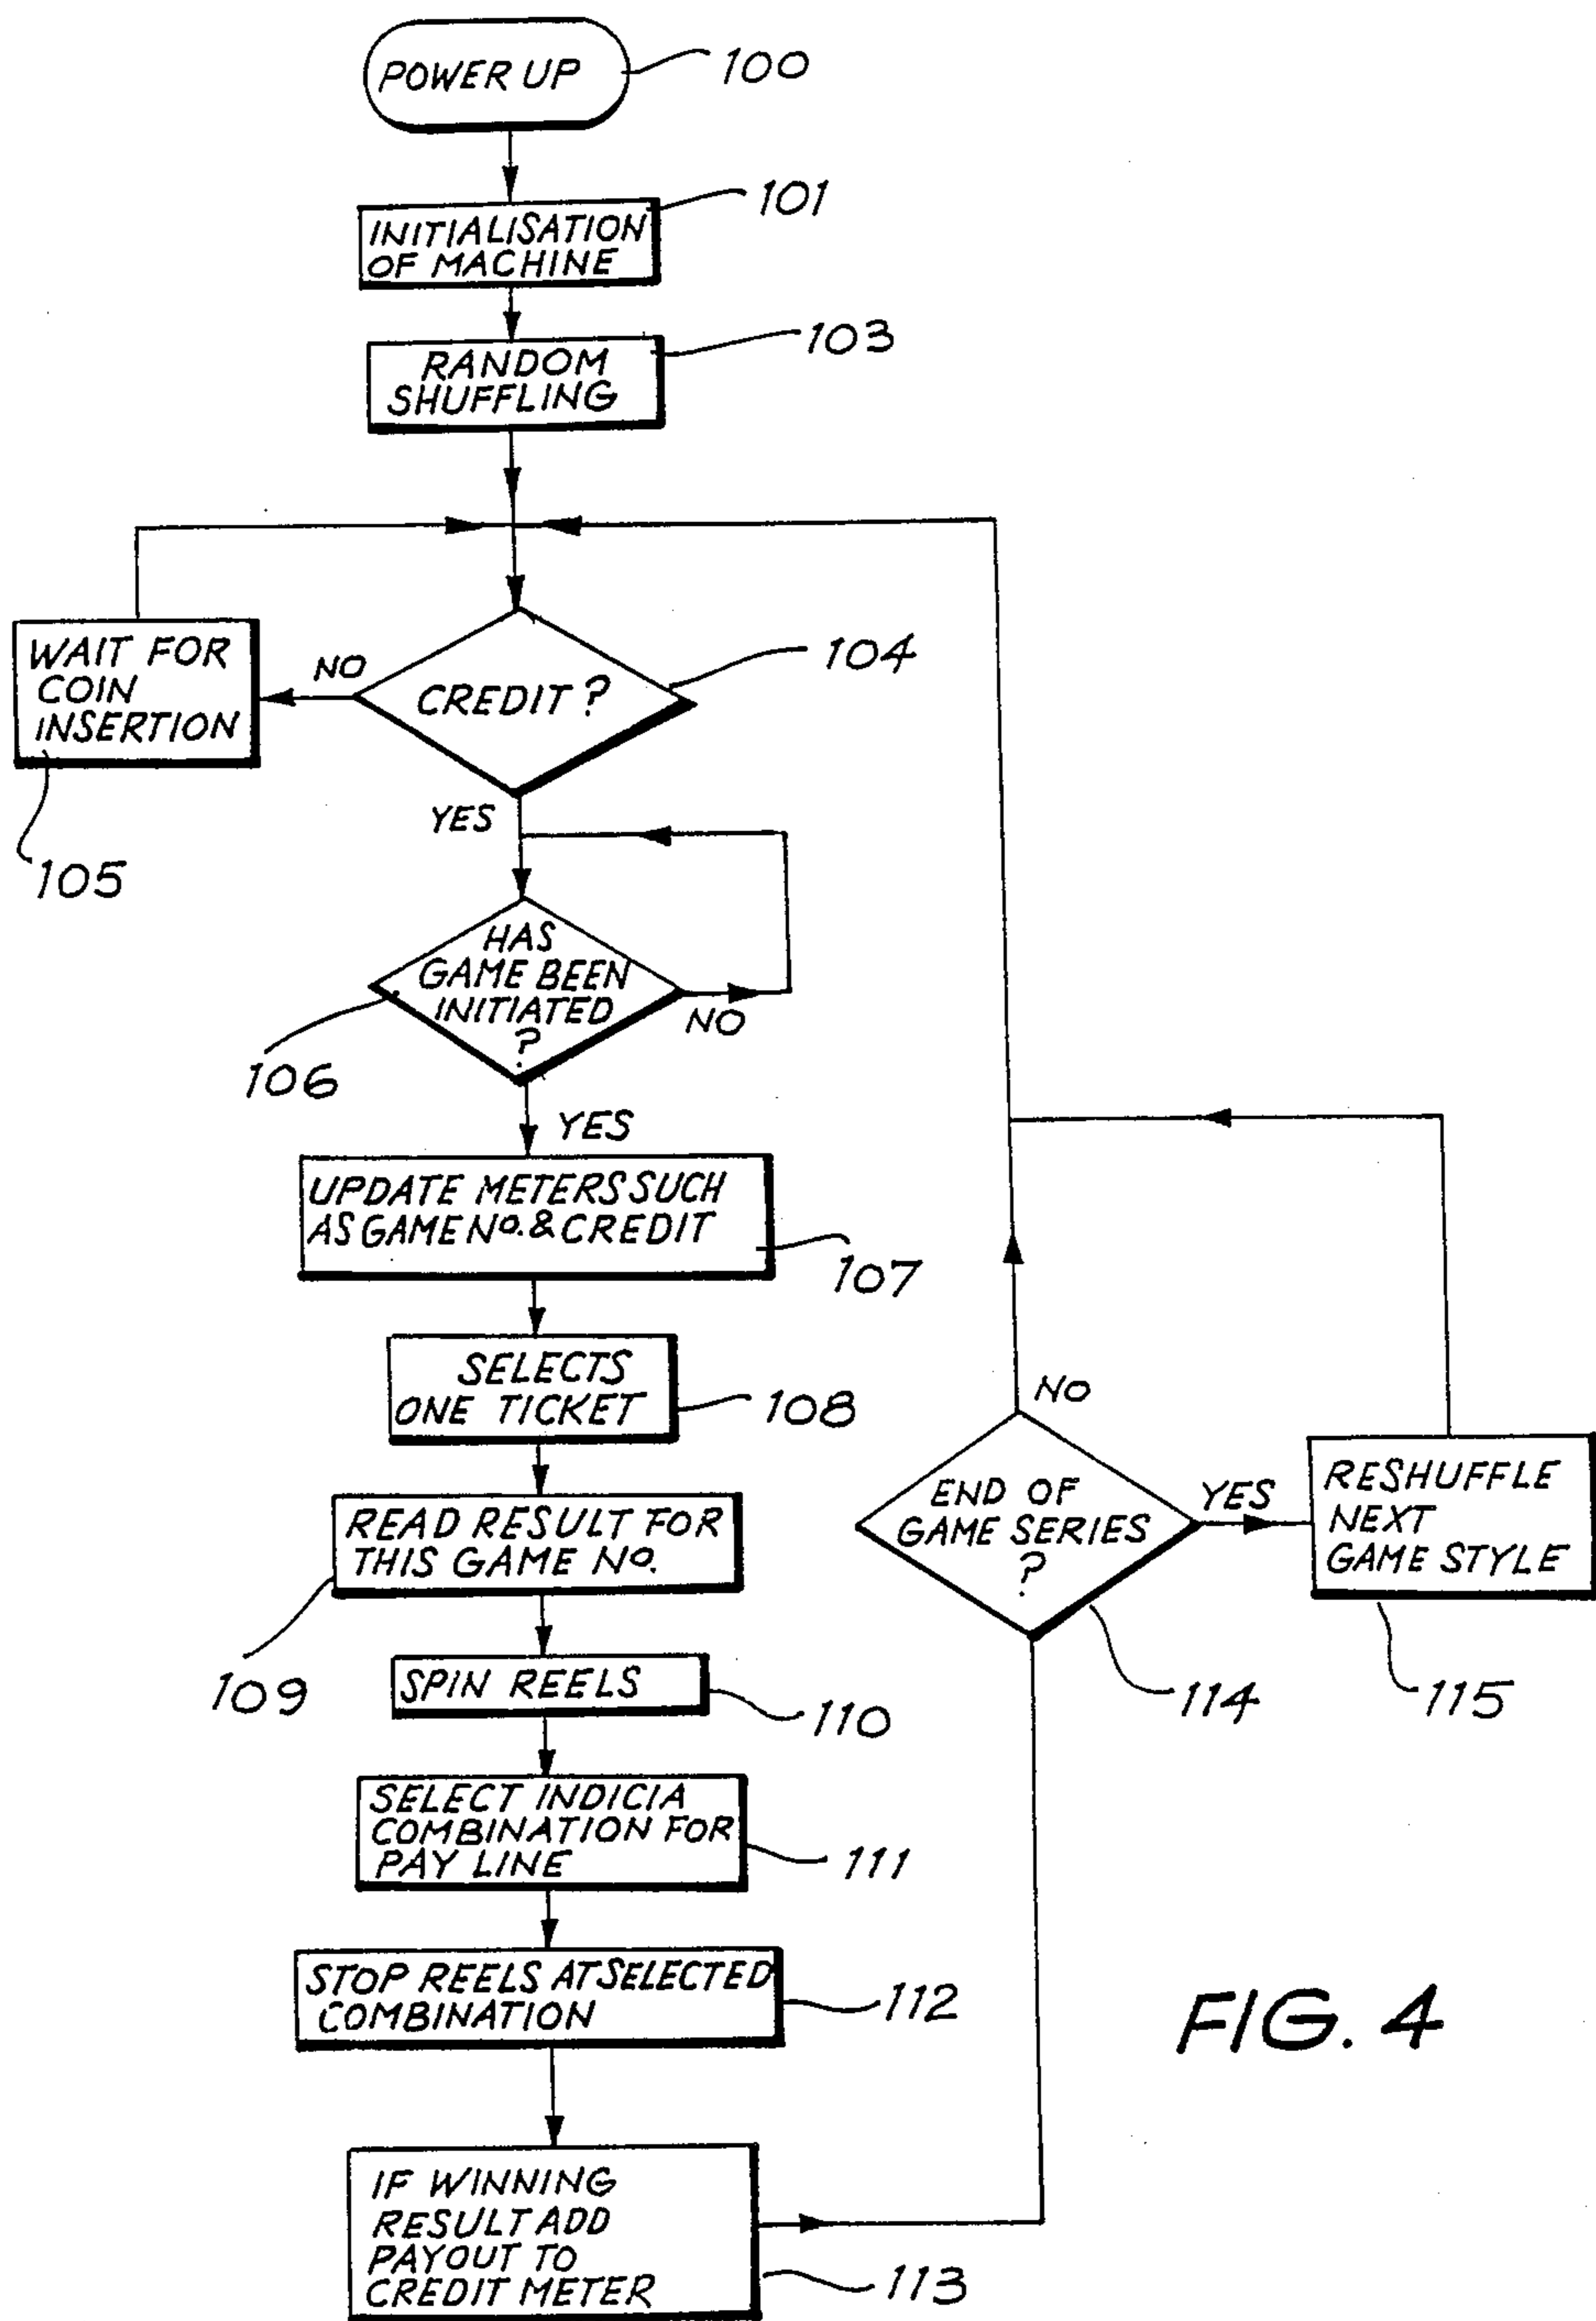 POWER UP
100
INITIALISATION
OF MACHINE
101
RANDOM
SHUFFLING
103
CREDIT?
104
NO
WAIT FOR
COIN
INSERTION
105
YES
HAS
GAME BEEN
INITIATED
?
106
NO
YES
UPDATE METERS SUCH
AS GAME No. & CREDIT
107
SELECTS
ONE TICKET
108
READ RESULT FOR
THIS GAME No.
109
SPIN REELS
110
SELECT INDICIA
COMBINATION FOR
PAY LINE
111
STOP REELS AT SELECTED
COMBINATION
112
IF WINNING
RESULT ADD
PAYOUT TO
CREDIT METER
113
END OF
GAME SERIES
?
114
NO
YES
RESHUFFLE
NEXT
GAME STYLE
115
FIG. 4